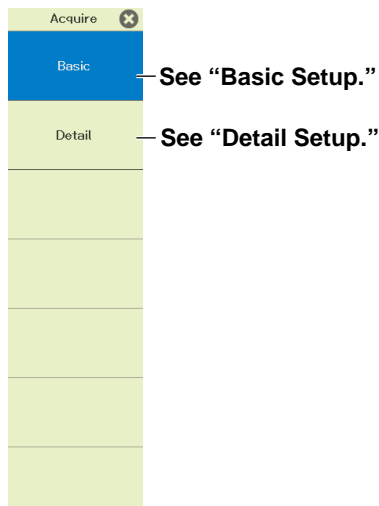 Acquire
Basic
See “Basic Setup.”
Detail
See “Detail Setup.”